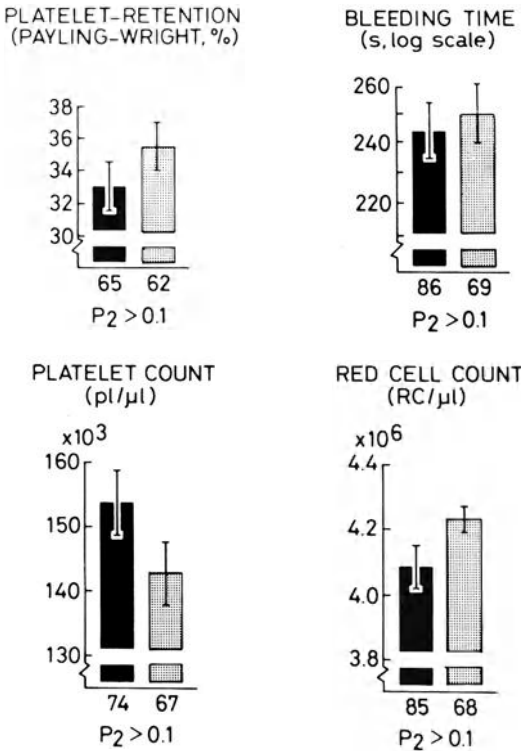 PLATELET-RETENTION
(PAYLING-WRIGHT, %)
38
36
34
32
30
65 62
P2 > 0.1
BLEEDING TIME
(s, log scale)
260
240
220
86 69
P2 > 0.1
PLATELET COUNT
(pl/µl)
x10³
160
150
140
130
74 67
P2 > 0.1
RED CELL COUNT
(RC/µl)
x10⁶
4.4
4.2
4.0
3.8
85 68
P2 > 0.1